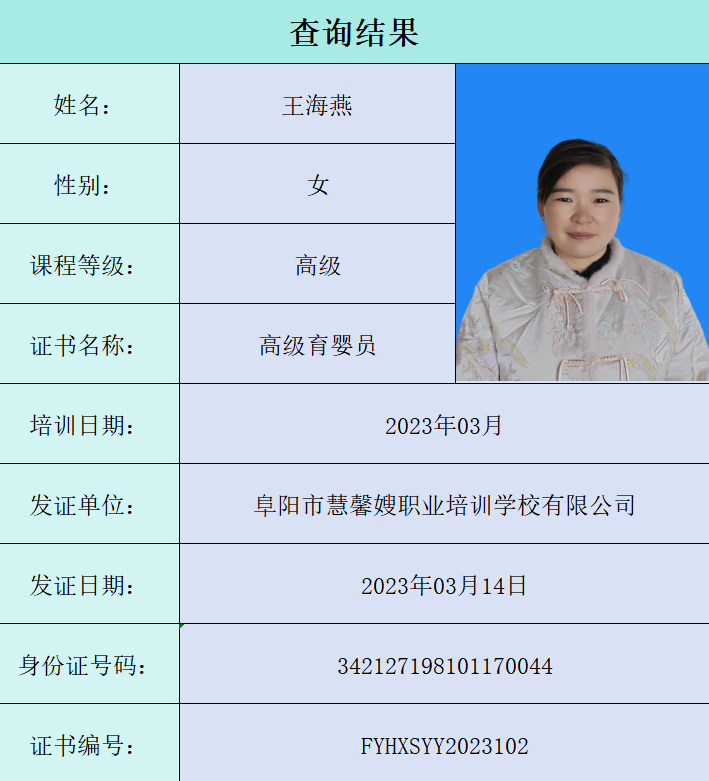 查询结果
姓名： 王海燕
性别： 女
课程等级： 高级
证书名称： 高级育婴员
培训日期： 2023年03月
发证单位： 阜阳市慧馨嫂职业培训学校有限公司
发证日期： 2023年03月14日
身份证号码： 342127198101170044
证书编号： FYHXSYY2023102